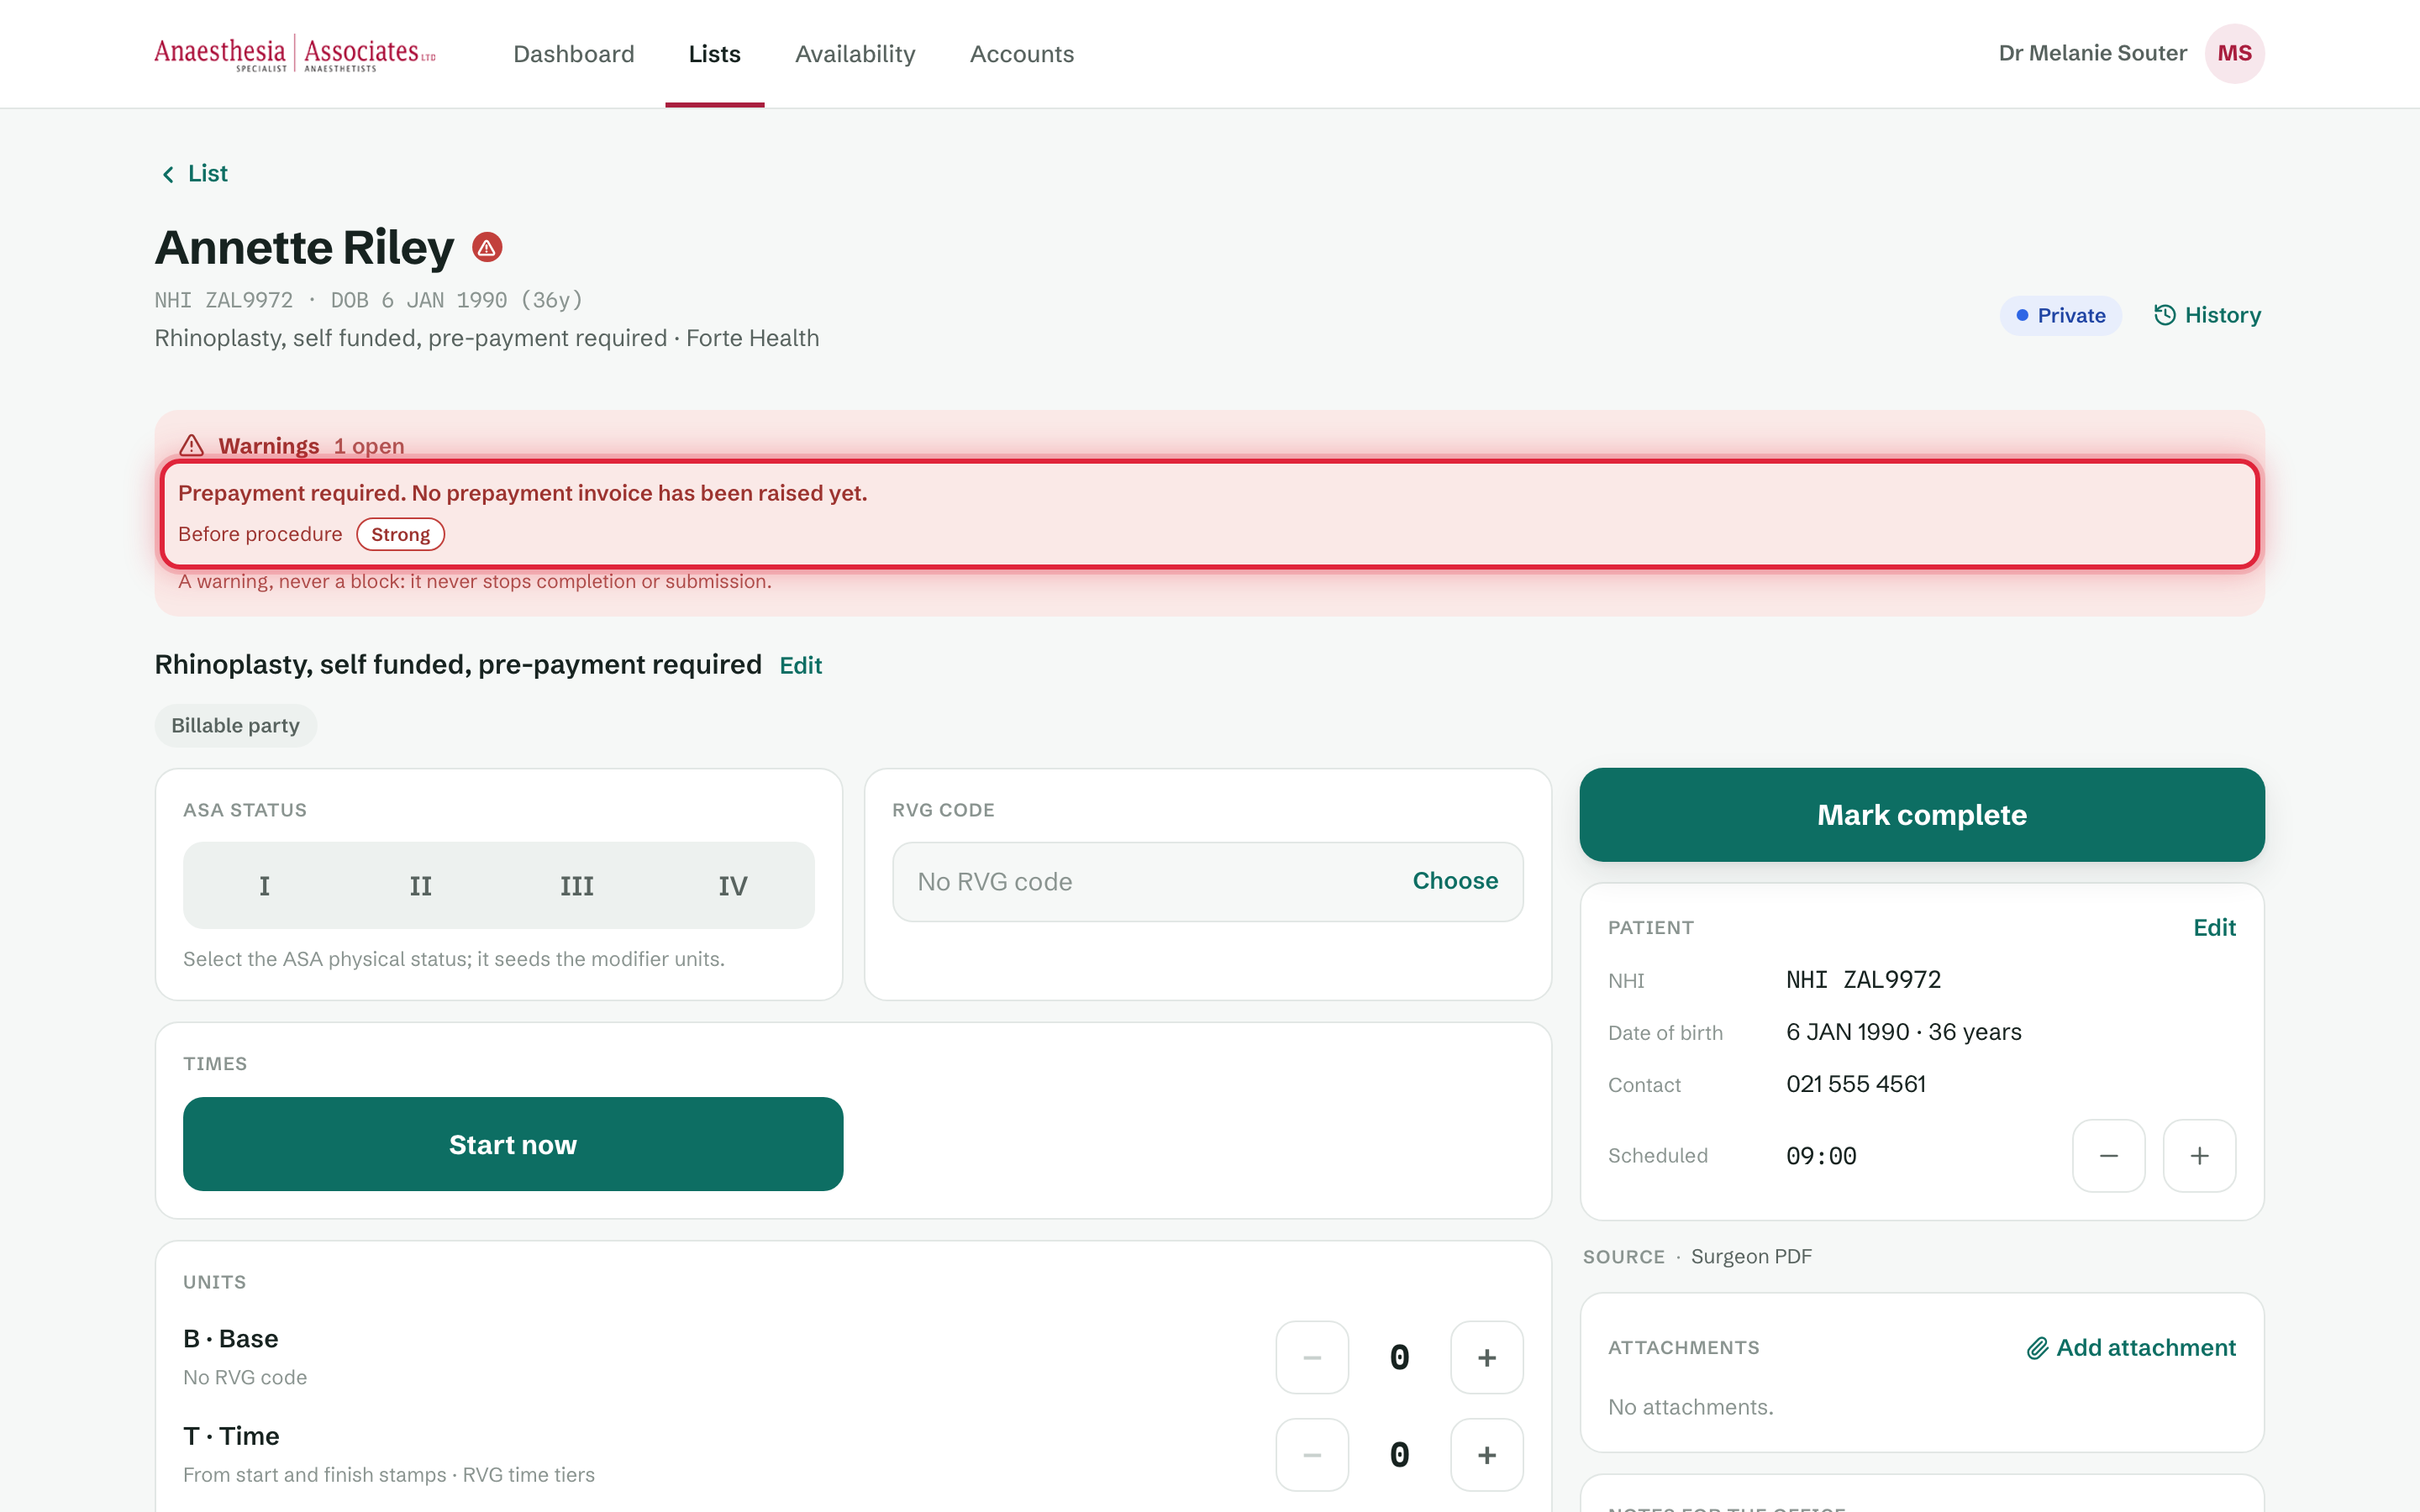 Anaesthesia Associates LTD
SPECIALIST ANAESTHETISTS
Dashboard
Lists
Availability
Accounts
Dr Melanie Souter
MS
List
Annette Riley
NHI ZAL9972 · DOB 6 JAN 1990 (36y)
Rhinoplasty, self funded, pre-payment required · Forte Health
Private
History
Warnings 1 open
Prepayment required. No prepayment invoice has been raised yet.
Before procedure Strong
A warning, never a block: it never stops completion or submission.
Rhinoplasty, self funded, pre-payment required Edit
Billable party
ASA STATUS
I II III IV
Select the ASA physical status; it seeds the modifier units.
RVG CODE
No RVG code Choose
TIMES
Start now
UNITS
B · Base
No RVG code
− 0 +
T · Time
From start and finish stamps · RVG time tiers
− 0 +
Mark complete
PATIENT Edit
NHI NHI ZAL9972
Date of birth 6 JAN 1990 · 36 years
Contact 021 555 4561
Scheduled 09:00 − +
SOURCE · Surgeon PDF
ATTACHMENTS Add attachment
No attachments.